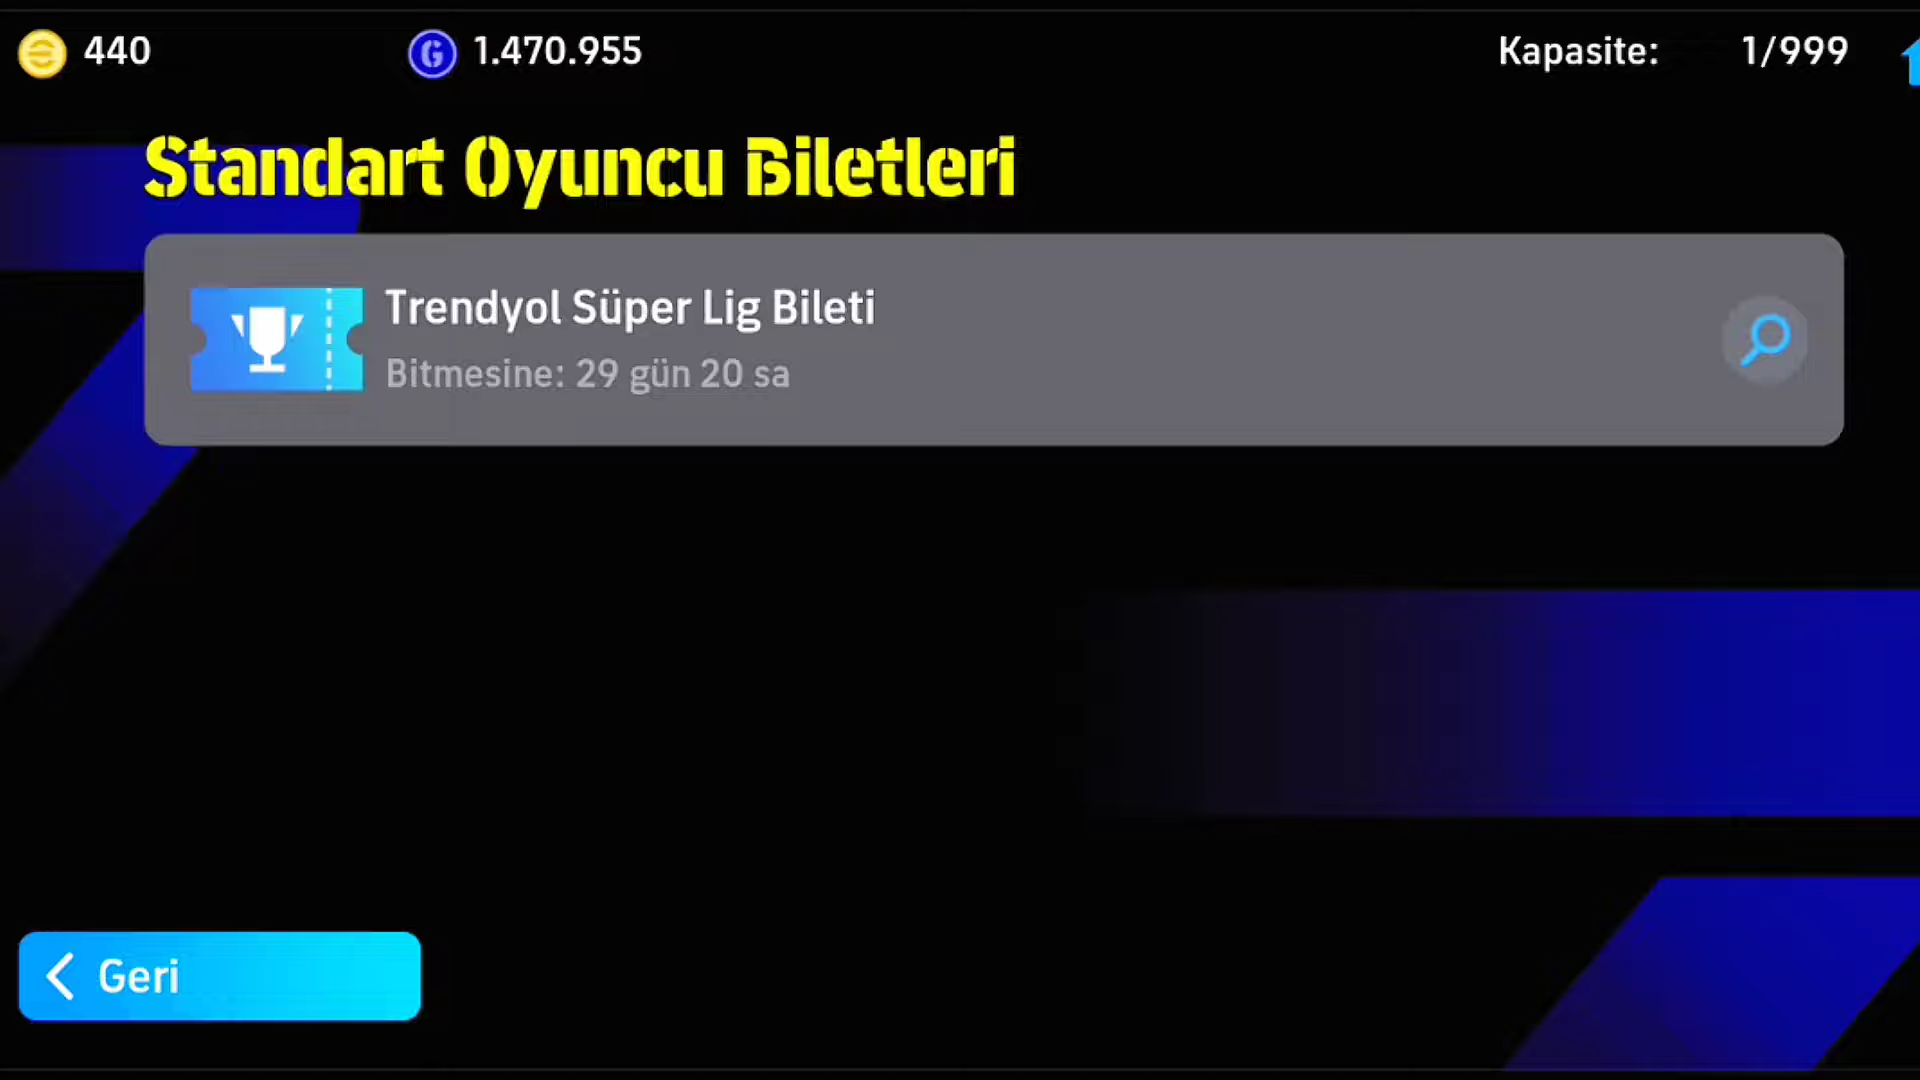 440
1.470.955
Kapasite: 1/999
Standart Oyuncu Biletleri
Trendyol Süper Lig Bileti
Bitmesine: 29 gün 20 sa
Geri